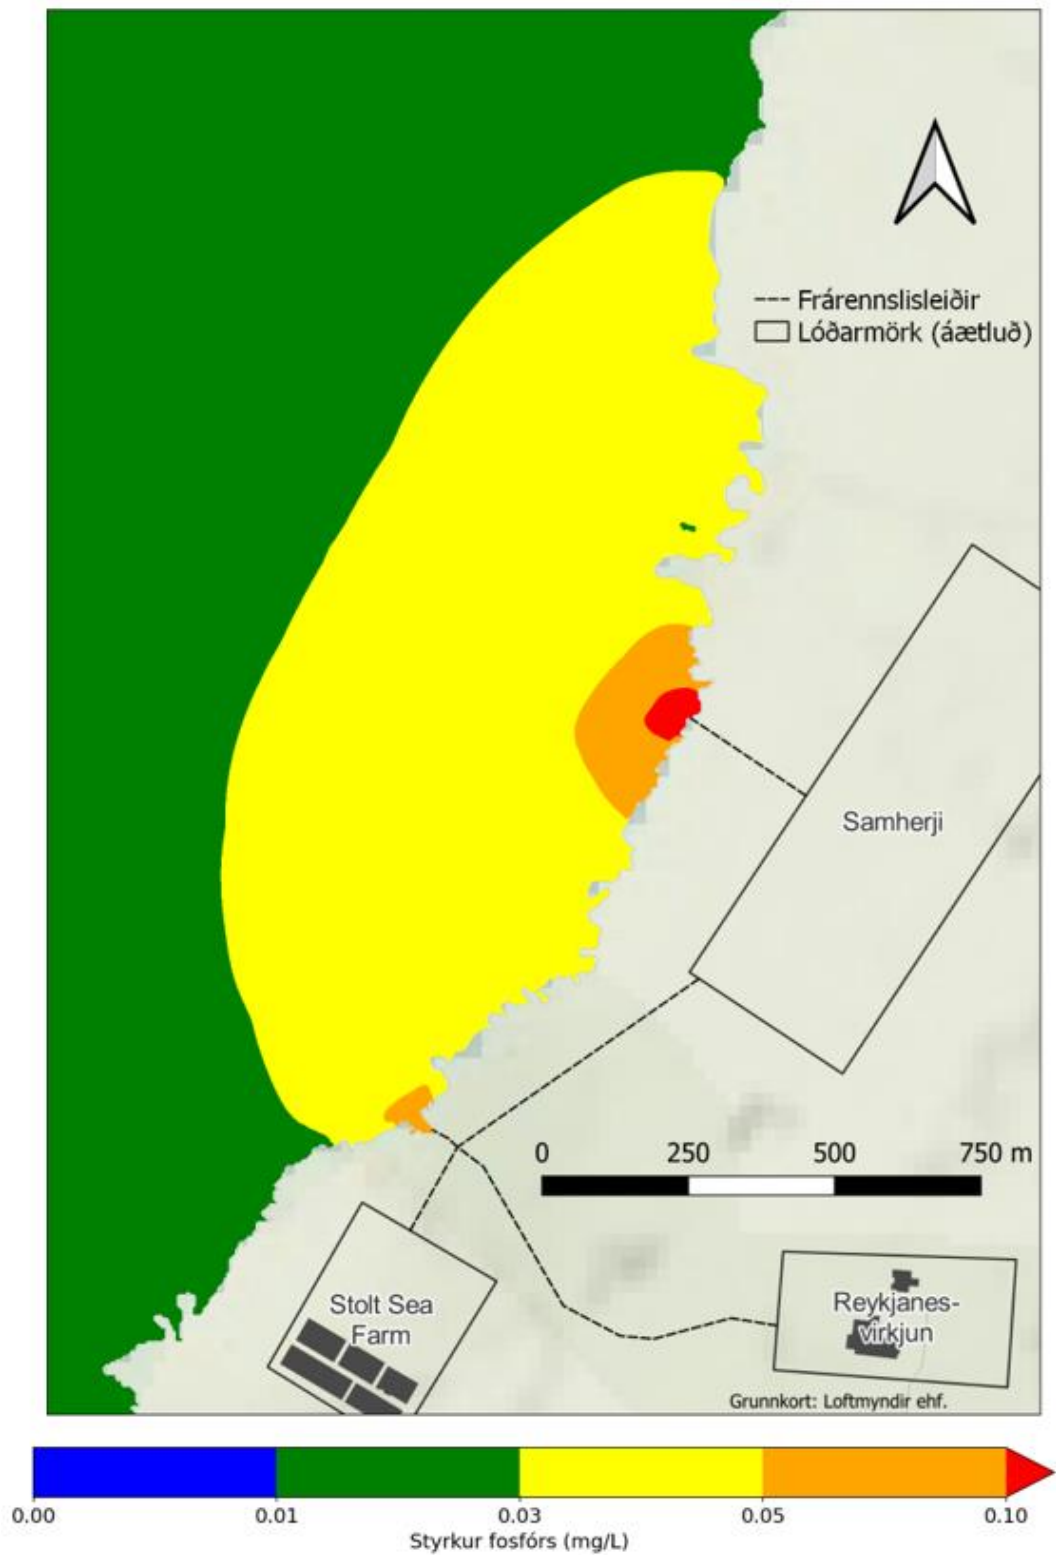 Frárennslisleiðir
Lóðarmörk (áætluð)
Samherji
0 250 500 750 m
Stolt Sea
Farm
Reykjanes-
virkjun
Grunnkort: Loftmyndir ehf.
0.00 0.01 0.03 0.05 0.10
Styrkur fosfórs (mg/L)